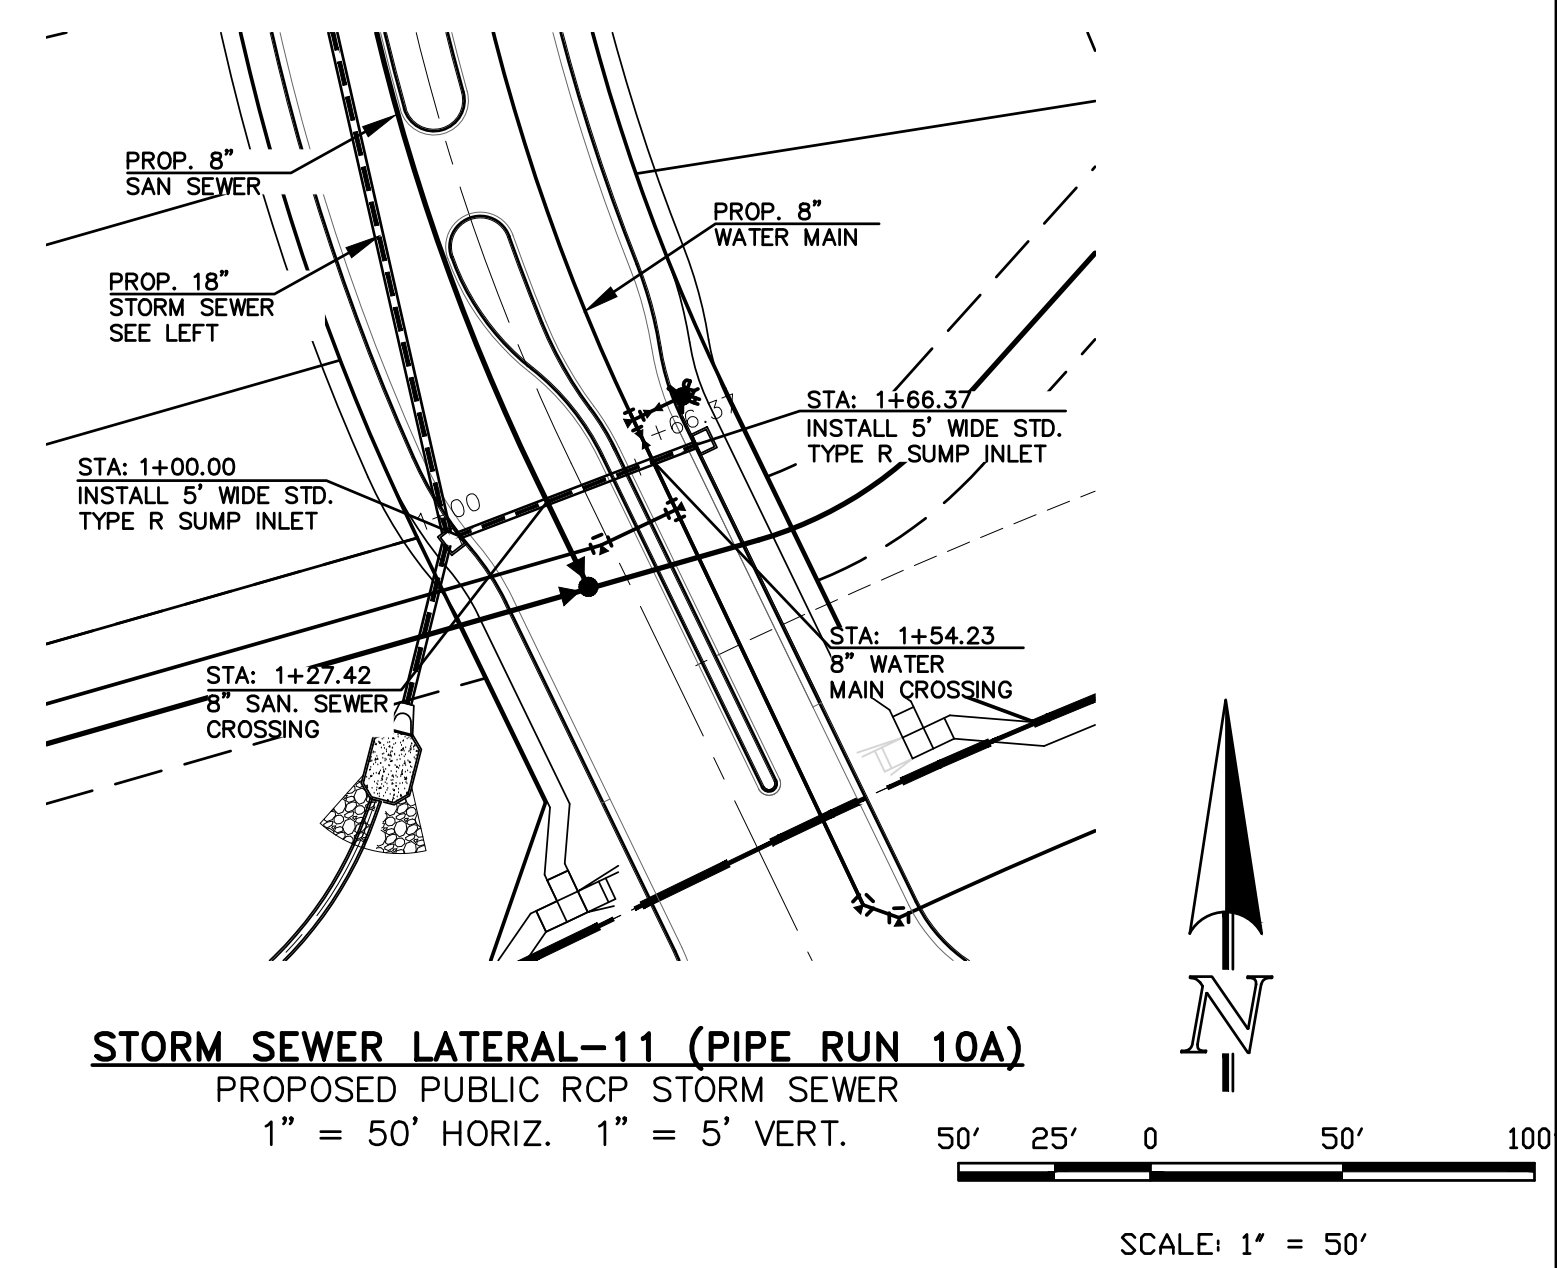 PROP. 8”
SAN SEWER
PROP. 8”
WATER MAIN
PROP. 18”
STORM SEWER
SEE LEFT
STA: 1+66.37
INSTALL 5' WIDE STD.
TYPE R SUMP INLET
+66.37
STA: 1+00.00
INSTALL 5' WIDE STD.
TYPE R SUMP INLET
1+00
STA: 1+54.23
8” WATER
MAIN CROSSING
STA: 1+27.42
8” SAN. SEWER
CROSSING
N
STORM SEWER LATERAL-11 (PIPE RUN 10A)
PROPOSED PUBLIC RCP STORM SEWER
1” = 50' HORIZ. 1” = 5' VERT.
50' 25' 0 50' 100'
SCALE: 1" = 50'